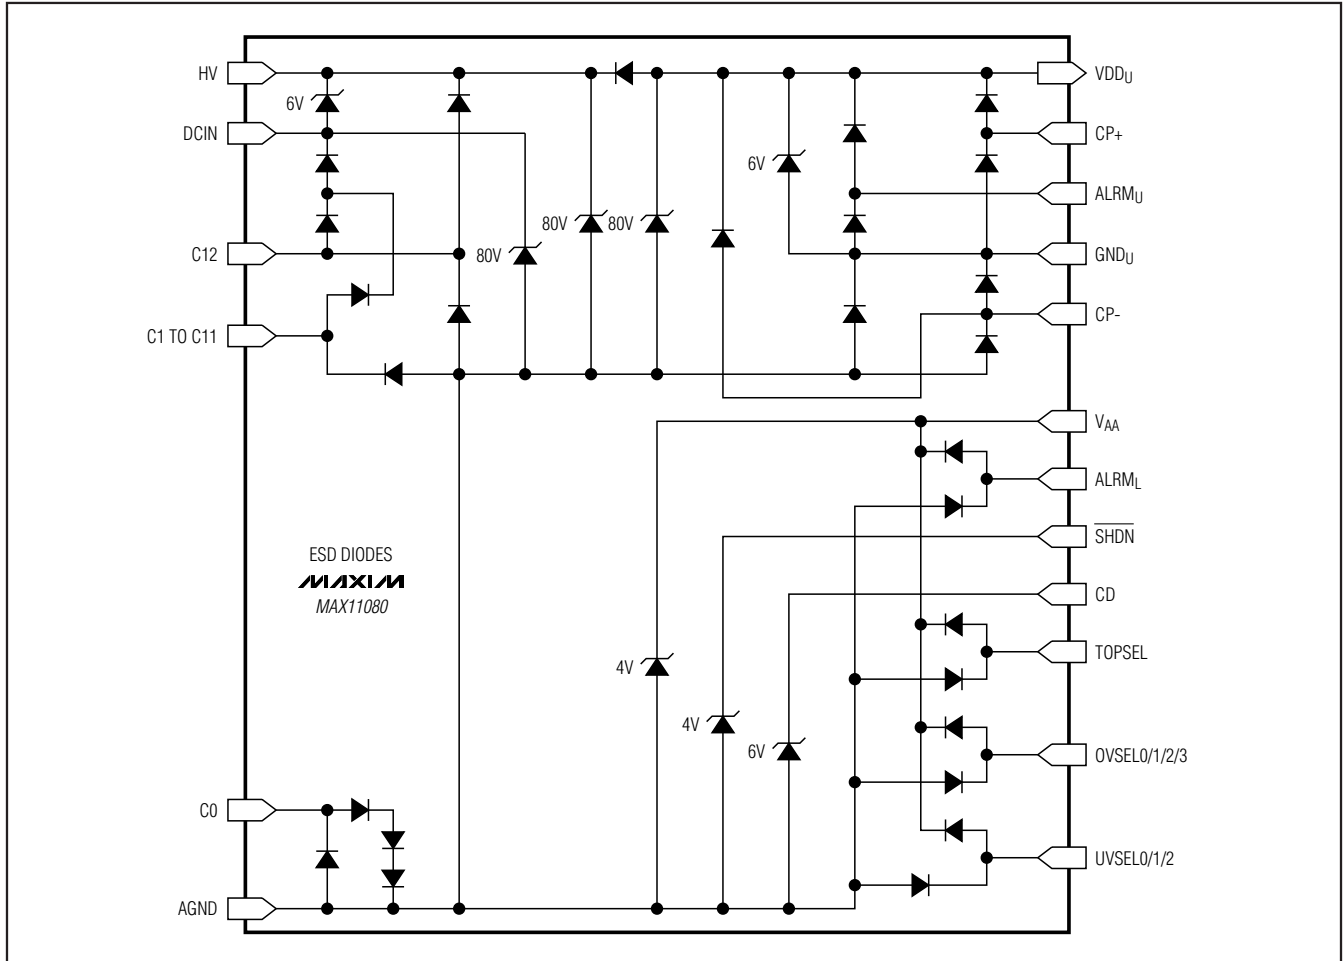 HV
VDDU
6V
DCIN
CP+
6V
ALRMU
80V
80V
80V
C12
GNDU
C1 TO C11
CP-
VAA
ALRML
SHDN
ESD DIODES
MAXIM
MAX11080
CD
TOPSEL
4V
4V
6V
OVSEL0/1/2/3
C0
UVSEL0/1/2
AGND